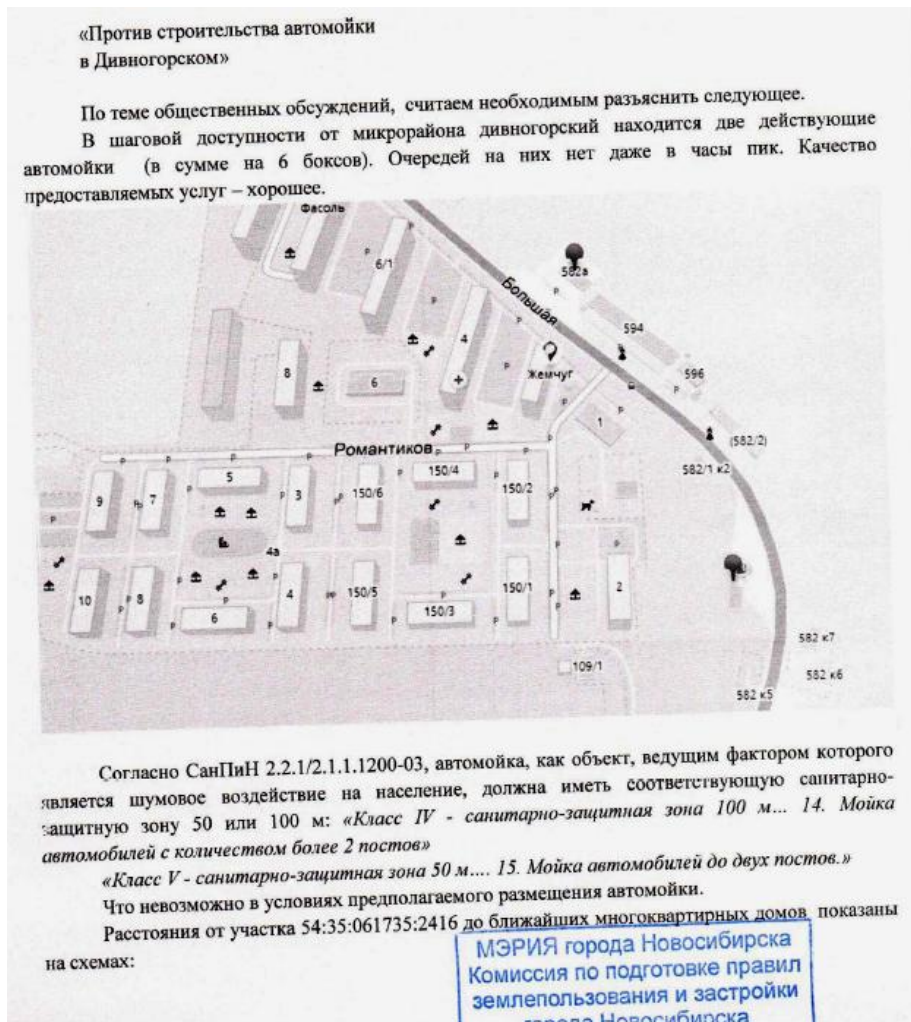 «Против строительства автомойки
в Дивногорском»
По теме общественных обсуждений, считаем необходимым разъяснить следующее.
В шаговой доступности от микрорайона дивногорский находится две действующие
автомойки (в сумме на 6 боксов). Очередей на них нет даже в часы пик. Качество
предоставляемых услуг – хорошее.
Фасоль
6/1
582а
Большая
594
4
Жемчуг
596
8
6
1
(582/2)
Романтиков
582/1 к2
5
150/4
9
7
3
150/6
150/2
4а
10
8
6
4
150/5
150/3
150/1
2
582 к7
109/1
582 к6
582 к5
Согласно СанПиН 2.2.1/2.1.1.1200-03, автомойка, как объект, ведущим фактором которого
является шумовое воздействие на население, должна иметь соответствующую санитарно-
защитную зону 50 или 100 м: «Класс IV - санитарно-защитная зона 100 м... 14. Мойка
автомобилей с количеством более 2 постов»
«Класс V - санитарно-защитная зона 50 м.... 15. Мойка автомобилей до двух постов.»
Что невозможно в условиях предполагаемого размещения автомойки.
Расстояния от участка 54:35:061735:2416 до ближайших многоквартирных домов показаны
на схемах:
МЭРИЯ города Новосибирска
Комиссия по подготовке правил
землепользования и застройки
города Новосибирска